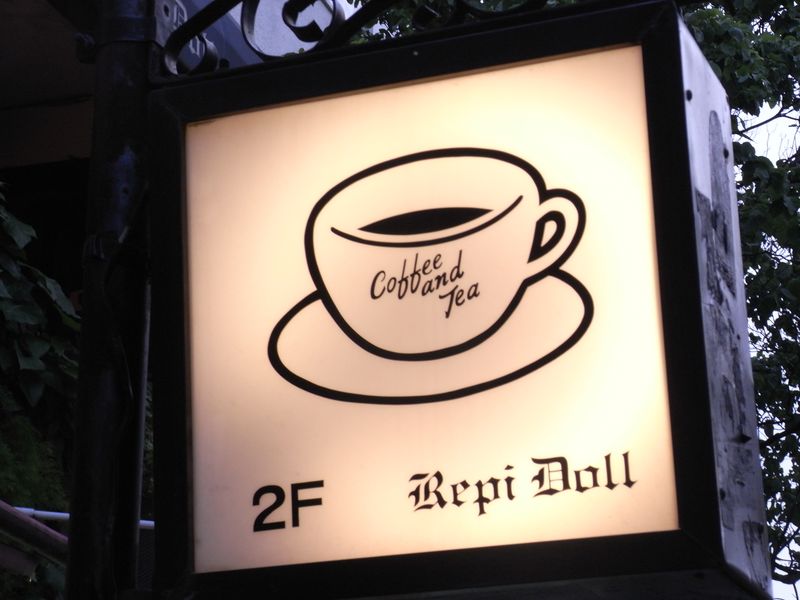 Coffee
and
Tea
2F
Repi Doll